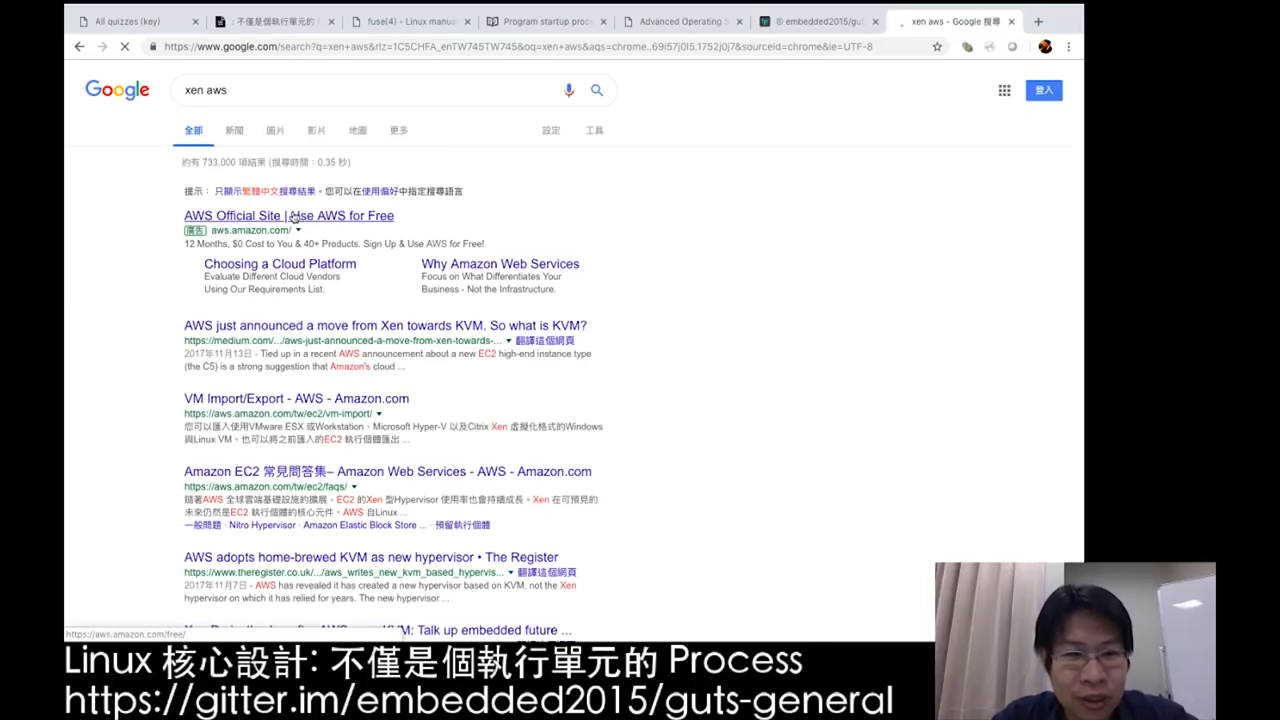 All quizzes (key)
: 不僅是個執行單元的
fuse(4) - Linux manu
Program startup proc
Advanced Operating S
® embedded2015/gut
xen aws - Google 搜尋
https://www.google.com/search?q=xen+aws&rlz=1C5CHFA_enTW745TW745&oq=xen+aws&aqs=chrome..69i57j0l5.1752j0j7&sourceid=chrome&ie=UTF-8
Google
xen aws
登入
全部
新聞
圖片
影片
地圖
更多
設定
工具
約有 733,000 項結果 (搜尋時間：0.35 秒)
提示： 只顯示繁體中文搜尋結果。您可以在使用偏好中指定搜尋語言
AWS Official Site | Use AWS for Free
廣告 aws.amazon.com/
12 Months, $0 Cost to You & 40+ Products. Sign Up & Use AWS for Free!
Choosing a Cloud Platform
Evaluate Different Cloud Vendors
Using Our Requirements List.
Why Amazon Web Services
Focus on What Differentiates Your
Business - Not the Infrastructure.
AWS just announced a move from Xen towards KVM. So what is KVM?
https://medium.com/.../aws-just-announced-a-move-from-xen-towards-... 翻譯這個網頁
2017年11月13日 - Tied up in a recent AWS announcement about a new EC2 high-end instance type
(the C5) is a strong suggestion that Amazon's cloud ...
VM Import/Export - AWS - Amazon.com
https://aws.amazon.com/tw/ec2/vm-import/
您可以匯入使用VMware ESX 或Workstation、Microsoft Hyper-V 以及Citrix Xen 虛擬化格式的Windows
與Linux VM。也可以將之前匯入的EC2 執行個體匯出 ...
Amazon EC2 常見問答集– Amazon Web Services - AWS - Amazon.com
https://aws.amazon.com/tw/ec2/faqs/
隨著AWS 全球雲端基礎設施的擴展，EC2 的Xen 型Hypervisor 使用率也會持續成長。Xen 在可預見的
未來仍然是EC2 執行個體的核心元件。AWS 自Linux ...
一般問題 · Nitro Hypervisor · Amazon Elastic Block Store ... · 預留執行個體
AWS adopts home-brewed KVM as new hypervisor • The Register
https://www.theregister.co.uk/.../aws_writes_new_kvm_based_hypervis... 翻譯這個網頁
2017年11月7日 - AWS has revealed it has created a new hypervisor based on KVM, not the Xen
hypervisor on which it has relied for years. The new hypervisor ...
M: Talk up embedded future ...
https://aws.amazon.com/free/
Linux 核心設計: 不僅是個執行單元的 Process
https://gitter.im/embedded2015/guts-general